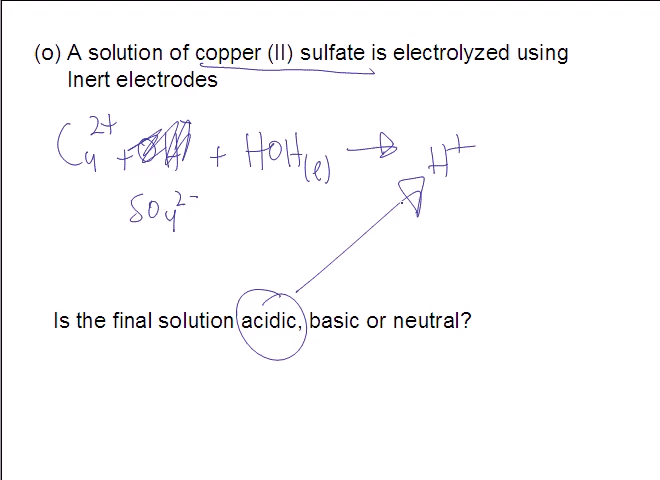 (o) A solution of copper (II) sulfate is electrolyzed using
Inert electrodes
Cu²⁺ + + HOH(l) → H⁺
SO₄²⁻
Is the final solution acidic, basic or neutral?